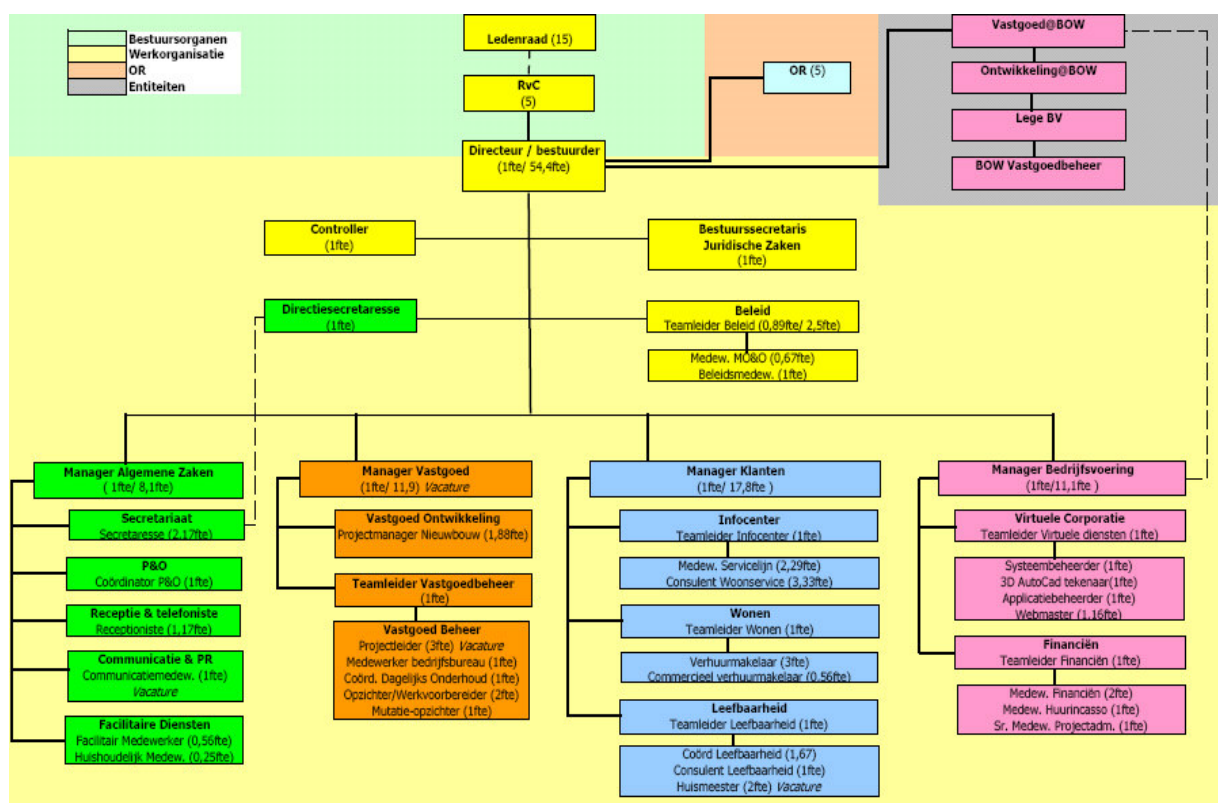 Bestuursorganen
Werkorganisatie
OR
Entiteiten
Ledenraad (15)
RvC
(5)
Directeur / bestuurder
(1fte/ 54,4fte)
OR (5)
Vastgoed@BOW
Ontwikkeling@BOW
Lege BV
BOW Vastgoedbeheer
Controller
(1fte)
Bestuurssecretaris
Juridische Zaken
(1fte)
Directiesecretaresse
(1fte)
Beleid
Teamleider Beleid (0,89fte/ 2,5fte)
Medew. MO&O (0,67fte)
Beleidsmedew. (1fte)
Manager Algemene Zaken
( 1fte/ 8,1fte)
Secretariaat
Secretaresse (2,17fte)
P&O
Coördinator P&O (1fte)
Receptie & telefoniste
Receptioniste (1,17fte)
Communicatie & PR
Communicatiemedew. (1fte)
Vacature
Facilitaire Diensten
Facilitair Medewerker (0,56fte)
Huishoudelijk Medew. (0,25fte)
Manager Vastgoed
(1fte/ 11,9) Vacature
Vastgoed Ontwikkeling
Projectmanager Nieuwbouw (1,88fte)
Teamleider Vastgoedbeheer
(1fte)
Vastgoed Beheer
Projectleider (3fte) Vacature
Medewerker bedrijfsbureau (1fte)
Coörd. Dagelijks Onderhoud (1fte)
Opzichter/Werkvoorbereider (2fte)
Mutatie-opzichter (1fte)
Manager Klanten
(1fte/ 17,8fte )
Infocenter
Teamleider Infocenter (1fte)
Medew. Servicelijn (2,29fte)
Consulent Woonservice (3,33fte)
Wonen
Teamleider Wonen (1fte)
Verhuurmakelaar (3fte)
Commercieel verhuurmakelaar (0,56fte)
Leefbaarheid
Teamleider Leefbaarheid (1fte)
Coörd Leefbaarheid (1,67)
Consulent Leefbaarheid (1fte)
Huismeester (2fte) Vacature
Manager Bedrijfsvoering
(1fte/11,1fte )
Virtuele Corporatie
Teamleider Virtuele diensten (1fte)
Systeembeheerder (1fte)
3D AutoCad tekenaar(1fte)
Applicatiebeheerder (1fte)
Webmaster (1,16fte)
Financiën
Teamleider Financiën (1fte)
Medew. Financiën (2fte)
Medew. Huurincasso (1fte)
Sr. Medew. Projectadm. (1fte)